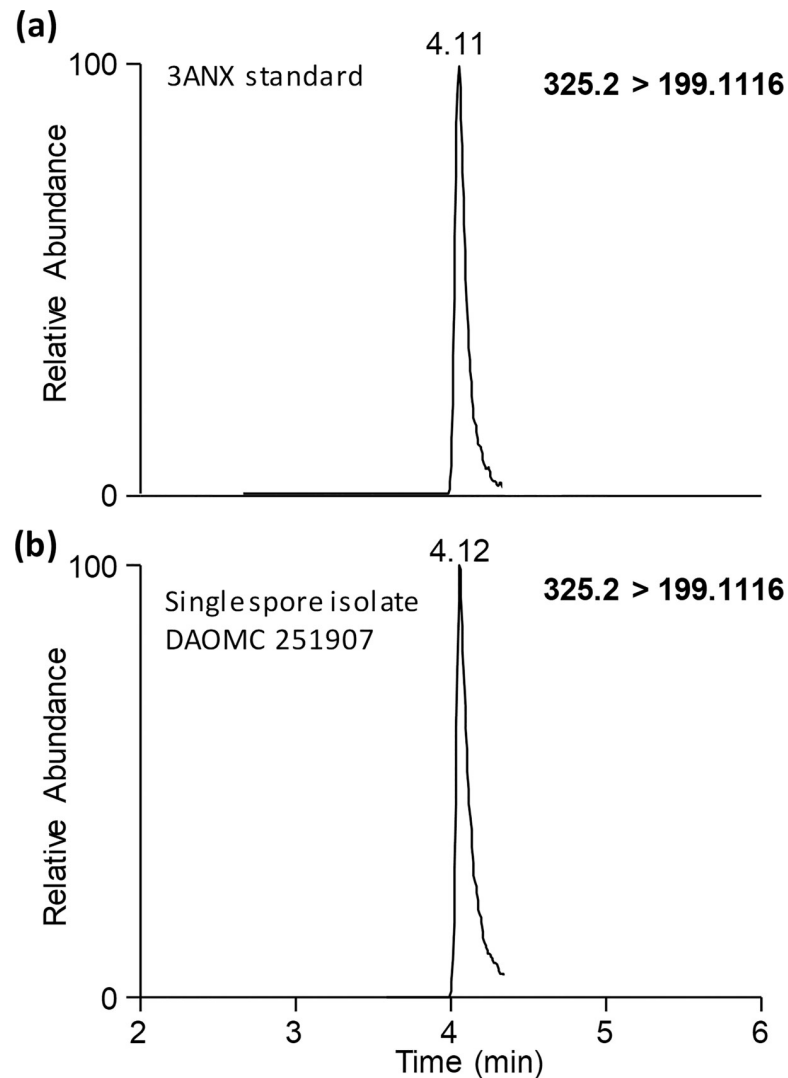 (a)
4.11
100
3ANX standard
325.2 > 199.1116
Relative Abundance
0
(b)
4.12
100
325.2 > 199.1116
Single spore isolate
DAOMC 251907
Relative Abundance
0
2 3 4 5 6
Time (min)